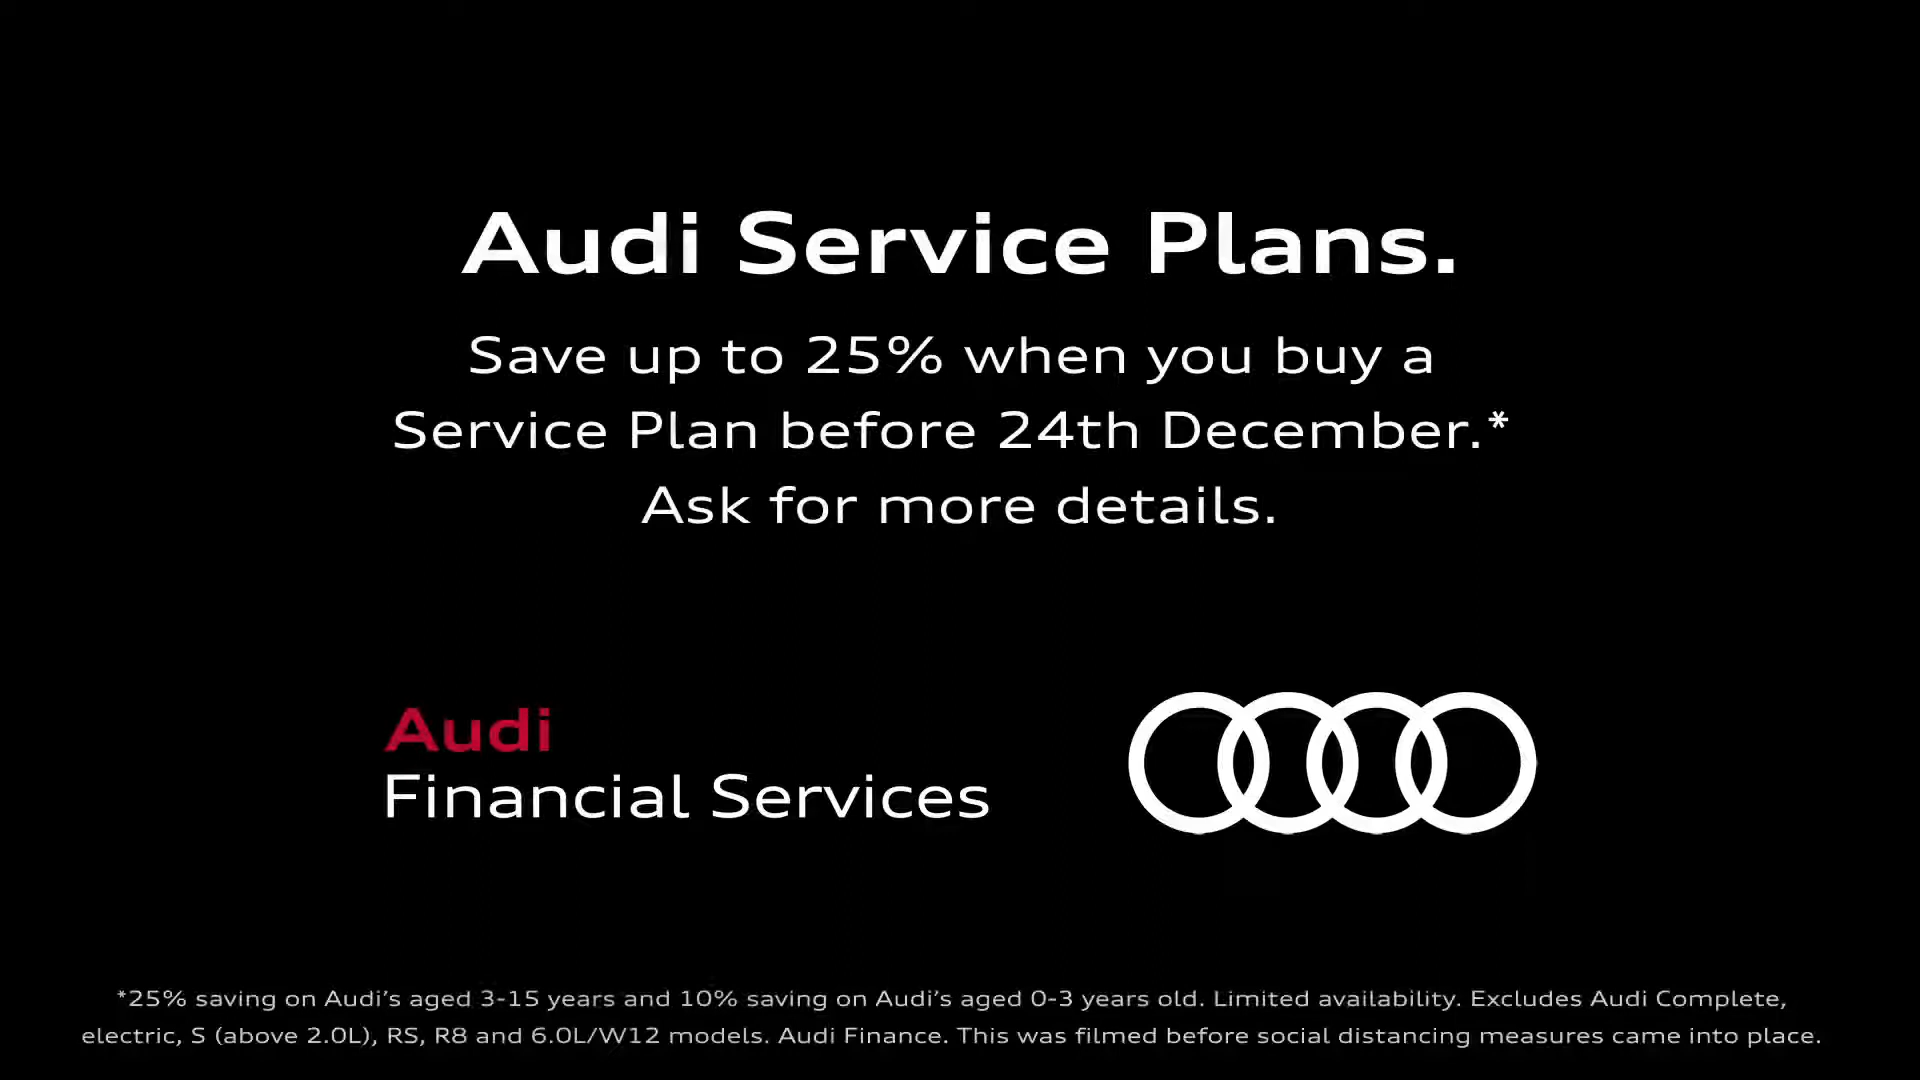 Audi Service Plans.
Save up to 25% when you buy a
Service Plan before 24th December.*
Ask for more details.
Audi
Financial Services
*25% saving on Audi’s aged 3-15 years and 10% saving on Audi’s aged 0-3 years old. Limited availability. Excludes Audi Complete,
electric, S (above 2.0L), RS, R8 and 6.0L/W12 models. Audi Finance. This was filmed before social distancing measures came into place.